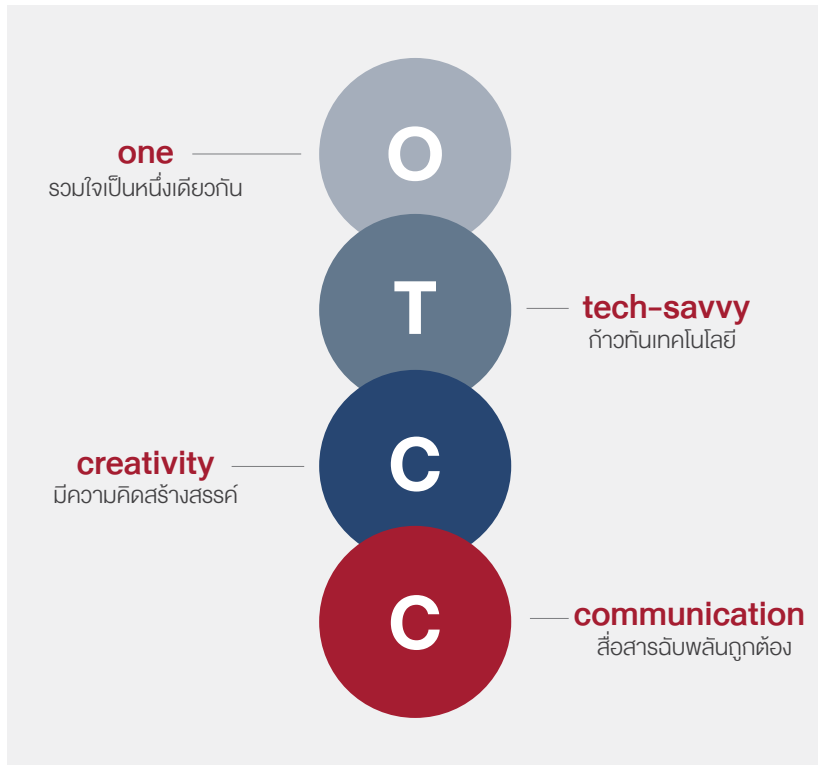 O
one
รวมใจเป็นหนึ่งเดียวกัน
T
tech-savvy
ก้าวทันเทคโนโลยี
C
creativity
มีความคิดสร้างสรรค์
C
communication
สื่อสารฉับพลันถูกต้อง